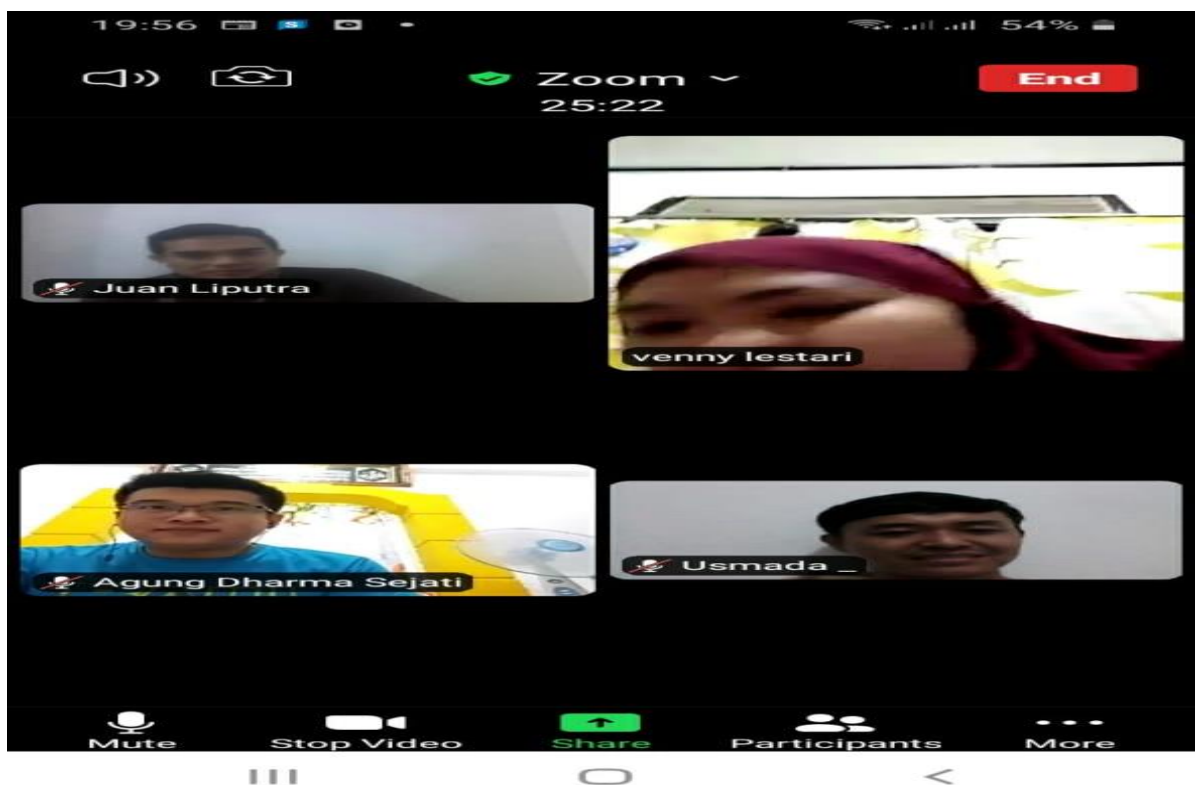 19:56 54%
Zoom End
25:22
Juan Liputra
venny lestari
Agung Dharma Sejati
Usmada _
Mute Stop Video Share Participants More